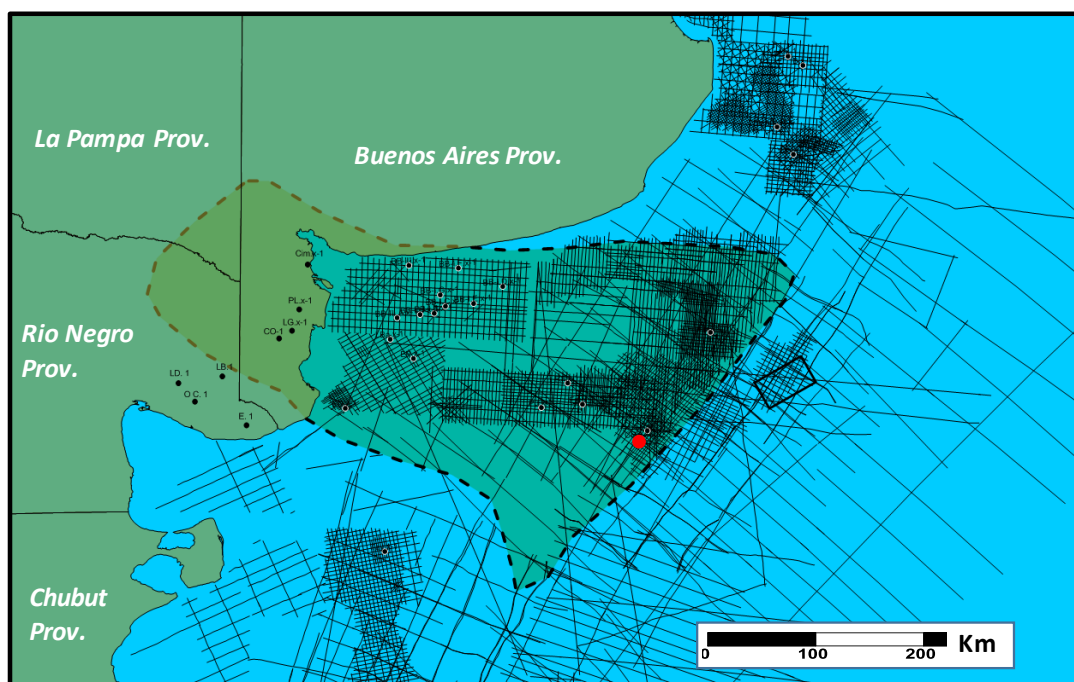 La Pampa Prov.
Buenos Aires Prov.
Cim.x-1
PL.x-1
Rio Negro
Prov.
LG.x-1
CO-1
LD. 1
LB.1
O C. 1
E. 1
Chubut
Prov.
Km
0
100
200